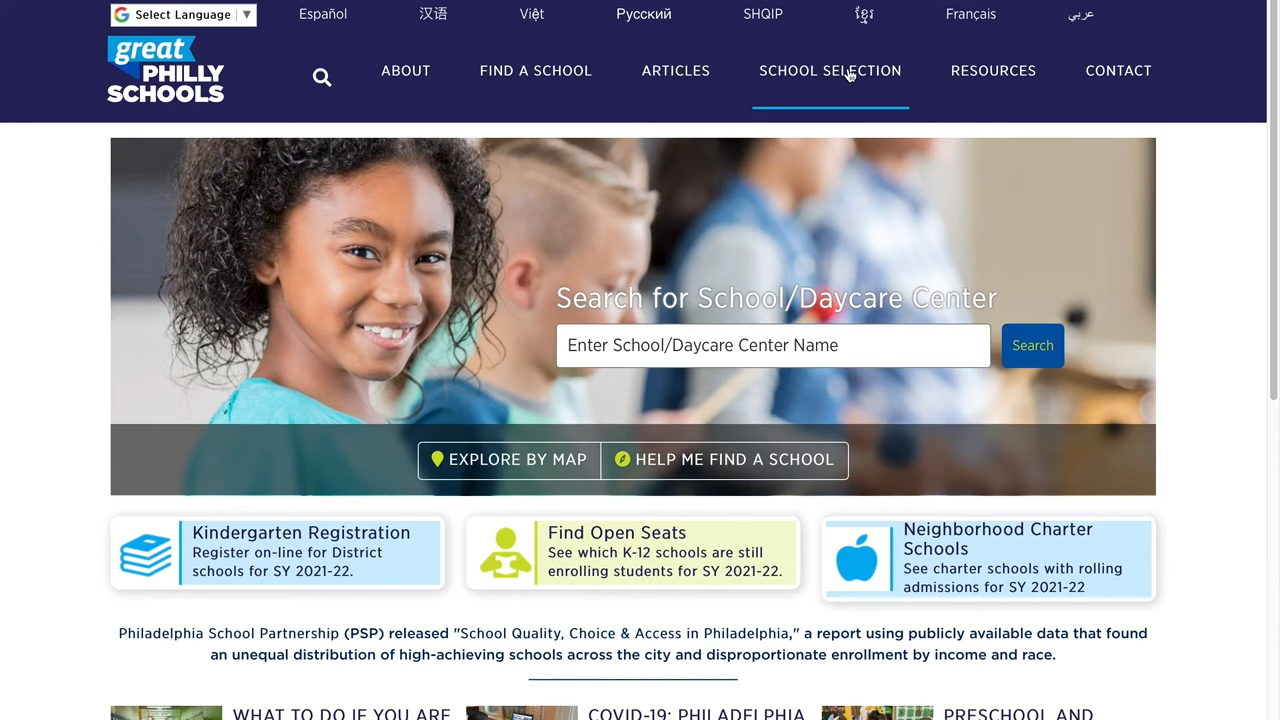 Select Language ▼
Español
汉语
Việt
Русский
SHQIP
ខ្មែរ
Français
عربي
great
PHILLY
SCHOOLS
ABOUT
FIND A SCHOOL
ARTICLES
SCHOOL SELECTION
RESOURCES
CONTACT
Search for School/Daycare Center
Enter School/Daycare Center Name
Search
EXPLORE BY MAP
HELP ME FIND A SCHOOL
Kindergarten Registration
Register on-line for District
schools for SY 2021-22.
Find Open Seats
See which K-12 schools are still
enrolling students for SY 2021-22.
Neighborhood Charter
Schools
See charter schools with rolling
admissions for SY 2021-22
Philadelphia School Partnership (PSP) released "School Quality, Choice & Access in Philadelphia," a report using publicly available data that found
an unequal distribution of high-achieving schools across the city and disproportionate enrollment by income and race.
WHAT TO DO IF YOU ARE
COVID-19: PHILADELPHIA
PRESCHOOL AND